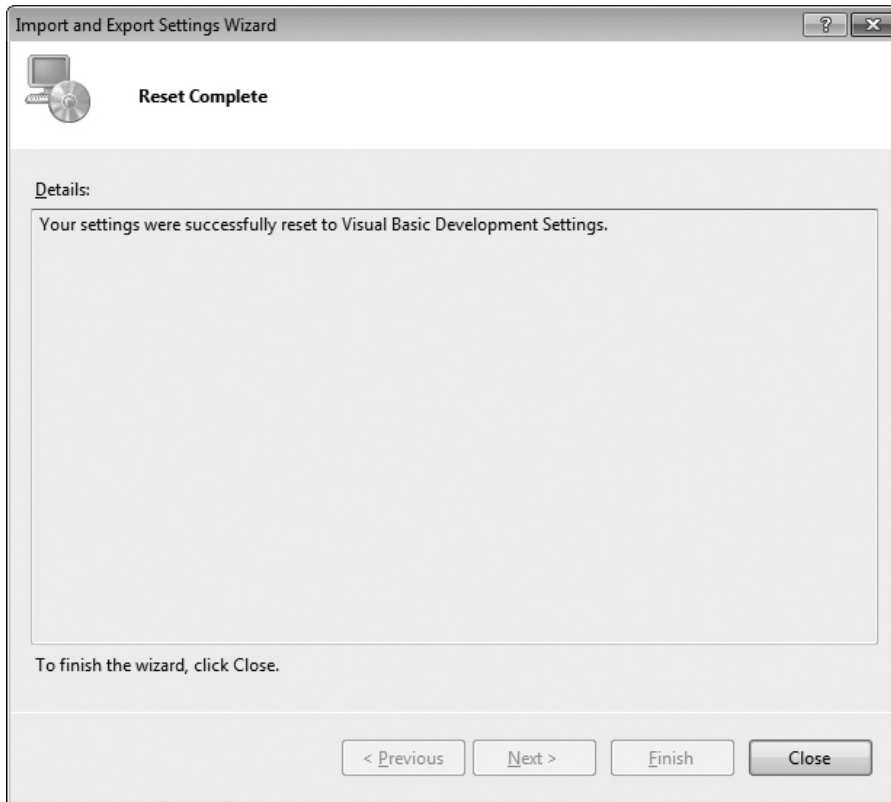 Import and Export Settings Wizard
?
Reset Complete
Details:
Your settings were successfully reset to Visual Basic Development Settings.
To finish the wizard, click Close.
< Previous
Next >
Finish
Close